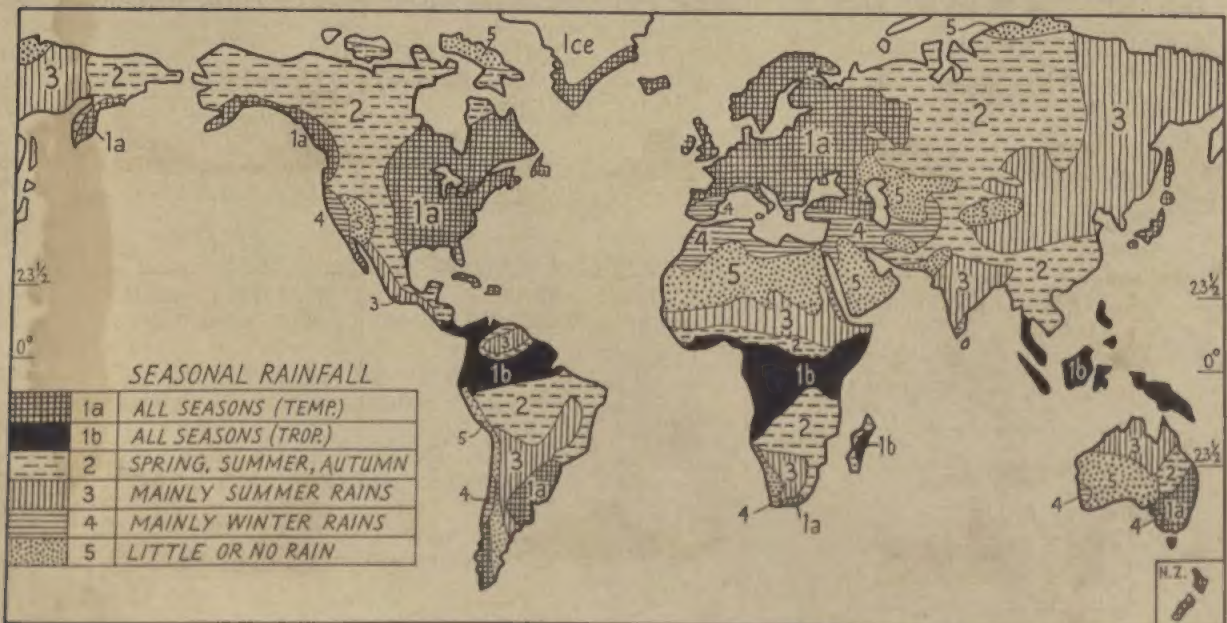 5
Ice
5
3
2
2
2
3
1a
1a
1a
1a
5
5
4
4
4
4
5
5
23½
3
3
2
23½
3
2
0°
3
1b
1b
1b
0°
SEASONAL RAINFALL
1a ALL SEASONS (TEMP.)
1b ALL SEASONS (TROP.)
2 SPRING, SUMMER, AUTUMN
3 MAINLY SUMMER RAINS
4 MAINLY WINTER RAINS
5 LITTLE OR NO RAIN
2
5
3
4
1a
2
3
4
1a
1b
3
2
23½
5
4
4
1a
N.Z.